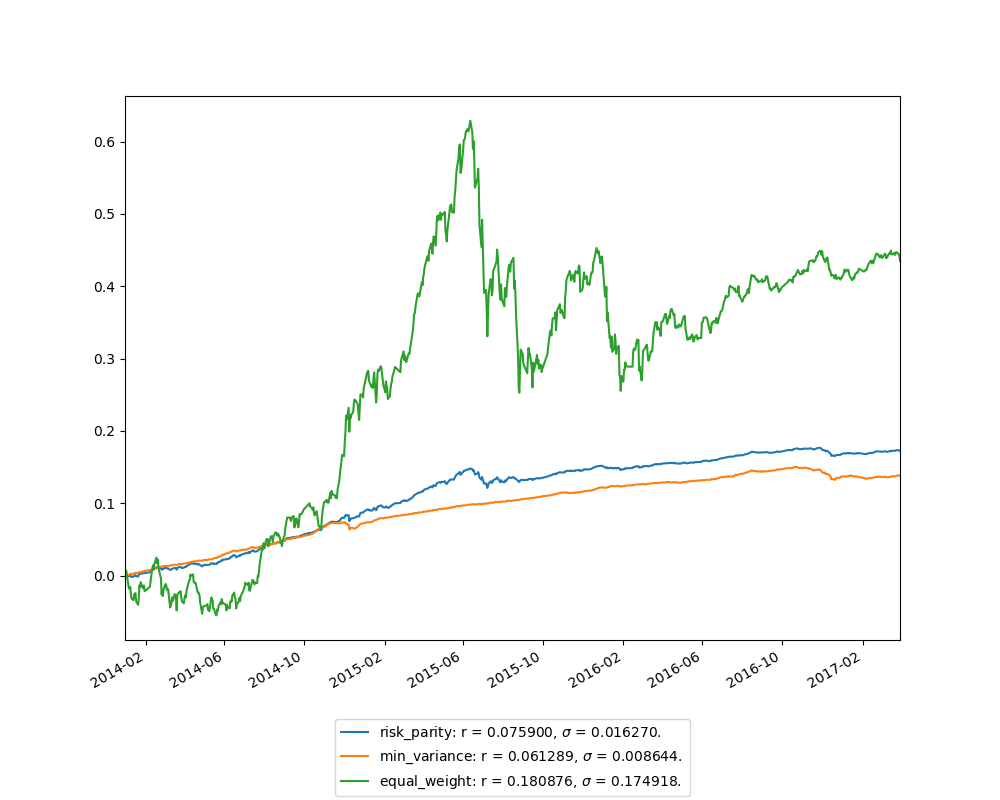 0.6
0.5
0.4
0.3
0.2
0.1
0.0
2014-02 2014-06 2014-10 2015-02 2015-06 2015-10 2016-02 2016-06 2016-10 2017-02
risk_parity: r = 0.075900, σ = 0.016270.
min_variance: r = 0.061289, σ = 0.008644.
equal_weight: r = 0.180876, σ = 0.174918.